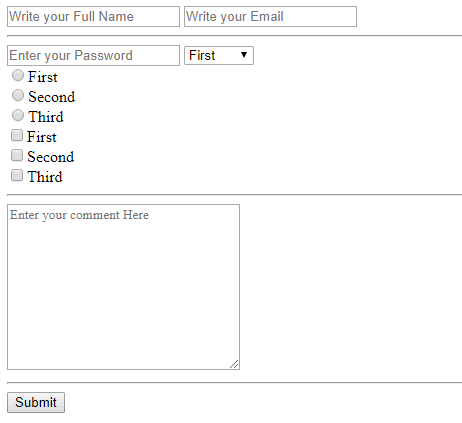 Write your Full Name Write your Email
Enter your Password First
First
Second
Third
First
Second
Third
Enter your comment Here
Submit